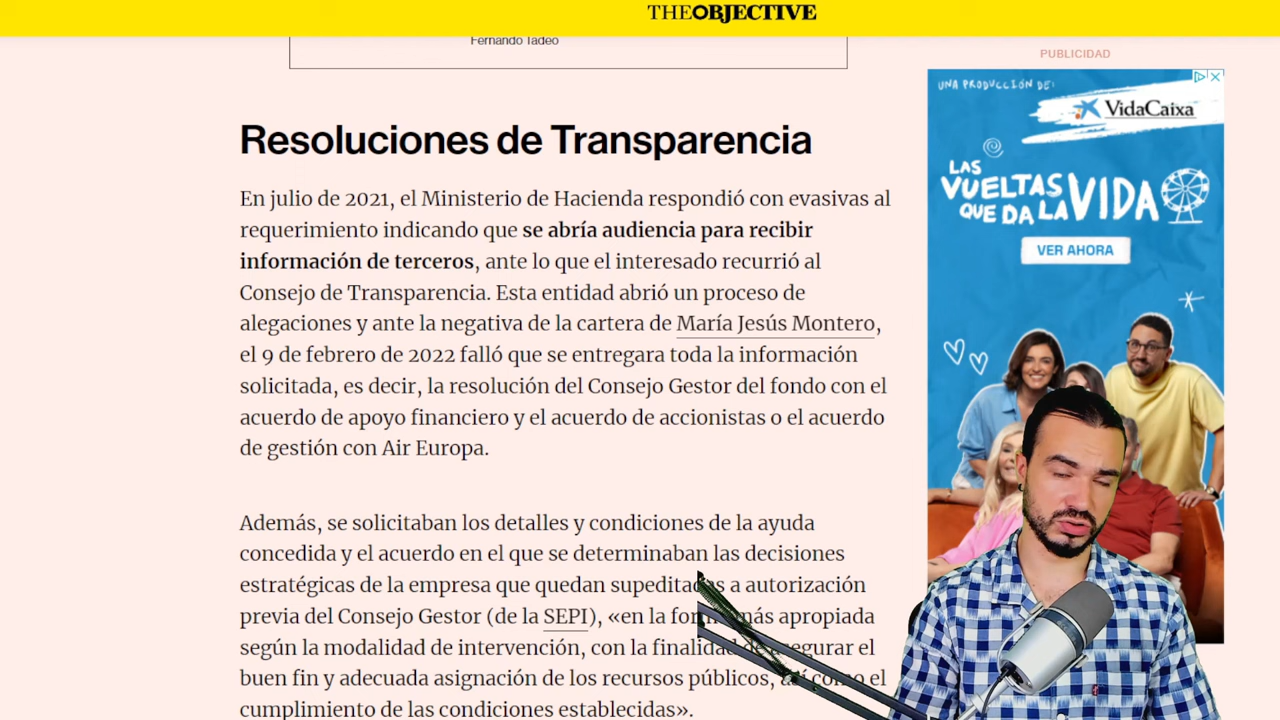 THEOBJECTIVE
Fernando Tadeo
PUBLICIDAD
Resoluciones de Transparencia
En julio de 2021, el Ministerio de Hacienda respondió con evasivas al
requerimiento indicando que se abría audiencia para recibir
información de terceros, ante lo que el interesado recurrió al
Consejo de Transparencia. Esta entidad abrió un proceso de
alegaciones y ante la negativa de la cartera de María Jesús Montero,
el 9 de febrero de 2022 falló que se entregara toda la información
solicitada, es decir, la resolución del Consejo Gestor del fondo con el
acuerdo de apoyo financiero y el acuerdo de accionistas o el acuerdo
de gestión con Air Europa.
Además, se solicitaban los detalles y condiciones de la ayuda
concedida y el acuerdo en el que se determinaban las decisiones
estratégicas de la empresa que quedan supeditadas a autorización
previa del Consejo Gestor (de la SEPI), «en la forma más apropiada
según la modalidad de intervención, con la finalidad de asegurar el
buen fin y adecuada asignación de los recursos públicos, así como el
cumplimiento de las condiciones establecidas».
UNA PRODUCCIÓN DE:
VidaCaixa
LAS
VUELTAS
QUE DA LA VIDA
VER AHORA